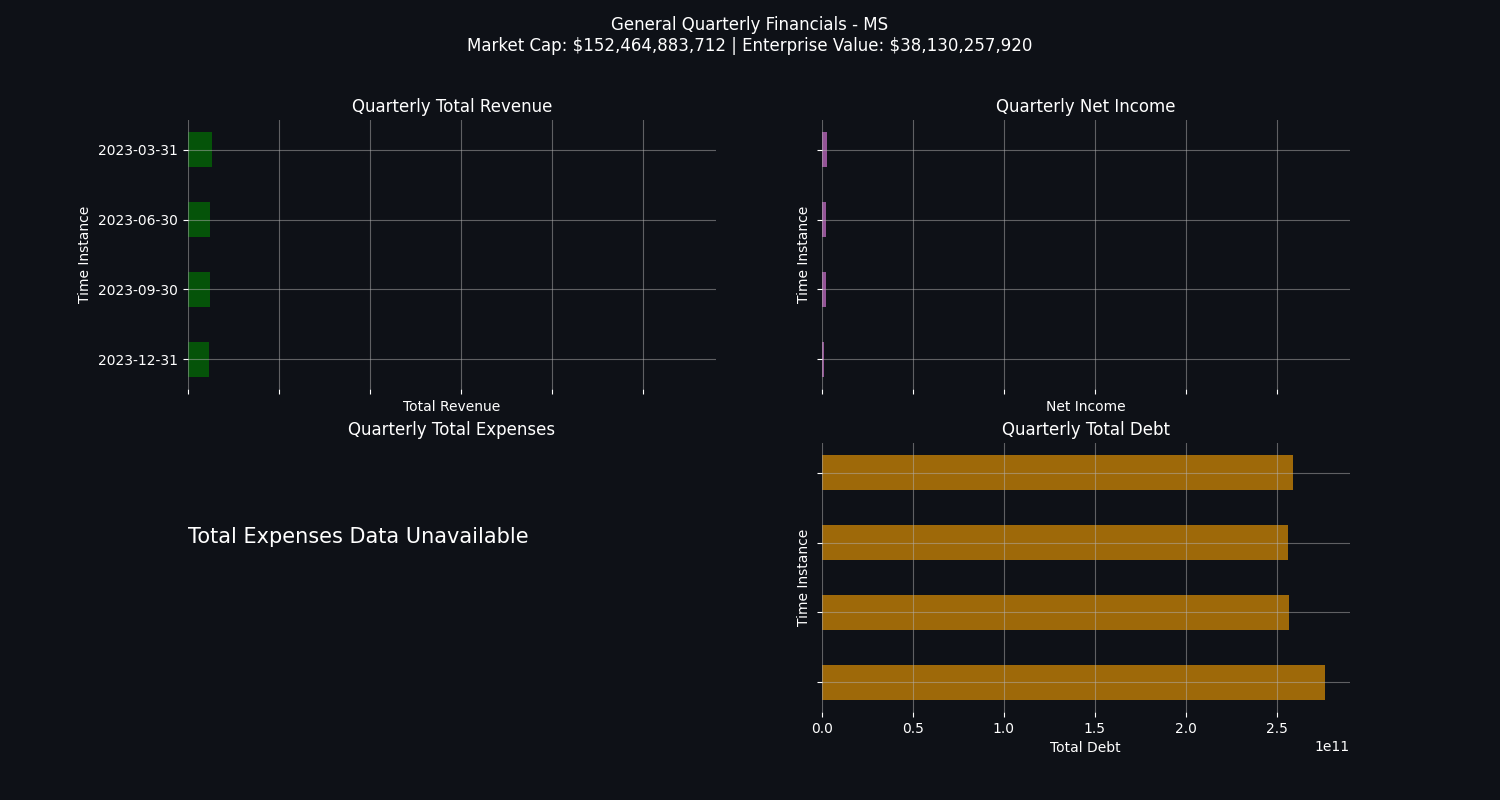 General Quarterly Financials - MS
Market Cap: $152,464,883,712 | Enterprise Value: $38,130,257,920
Quarterly Total Revenue
Time Instance
2023-03-31
2023-06-30
2023-09-30
2023-12-31
Total Revenue
Quarterly Net Income
Time Instance
Net Income
Quarterly Total Expenses
Total Expenses Data Unavailable
Quarterly Total Debt
Time Instance
0.0 0.5 1.0 1.5 2.0 2.5
1e11
Total Debt